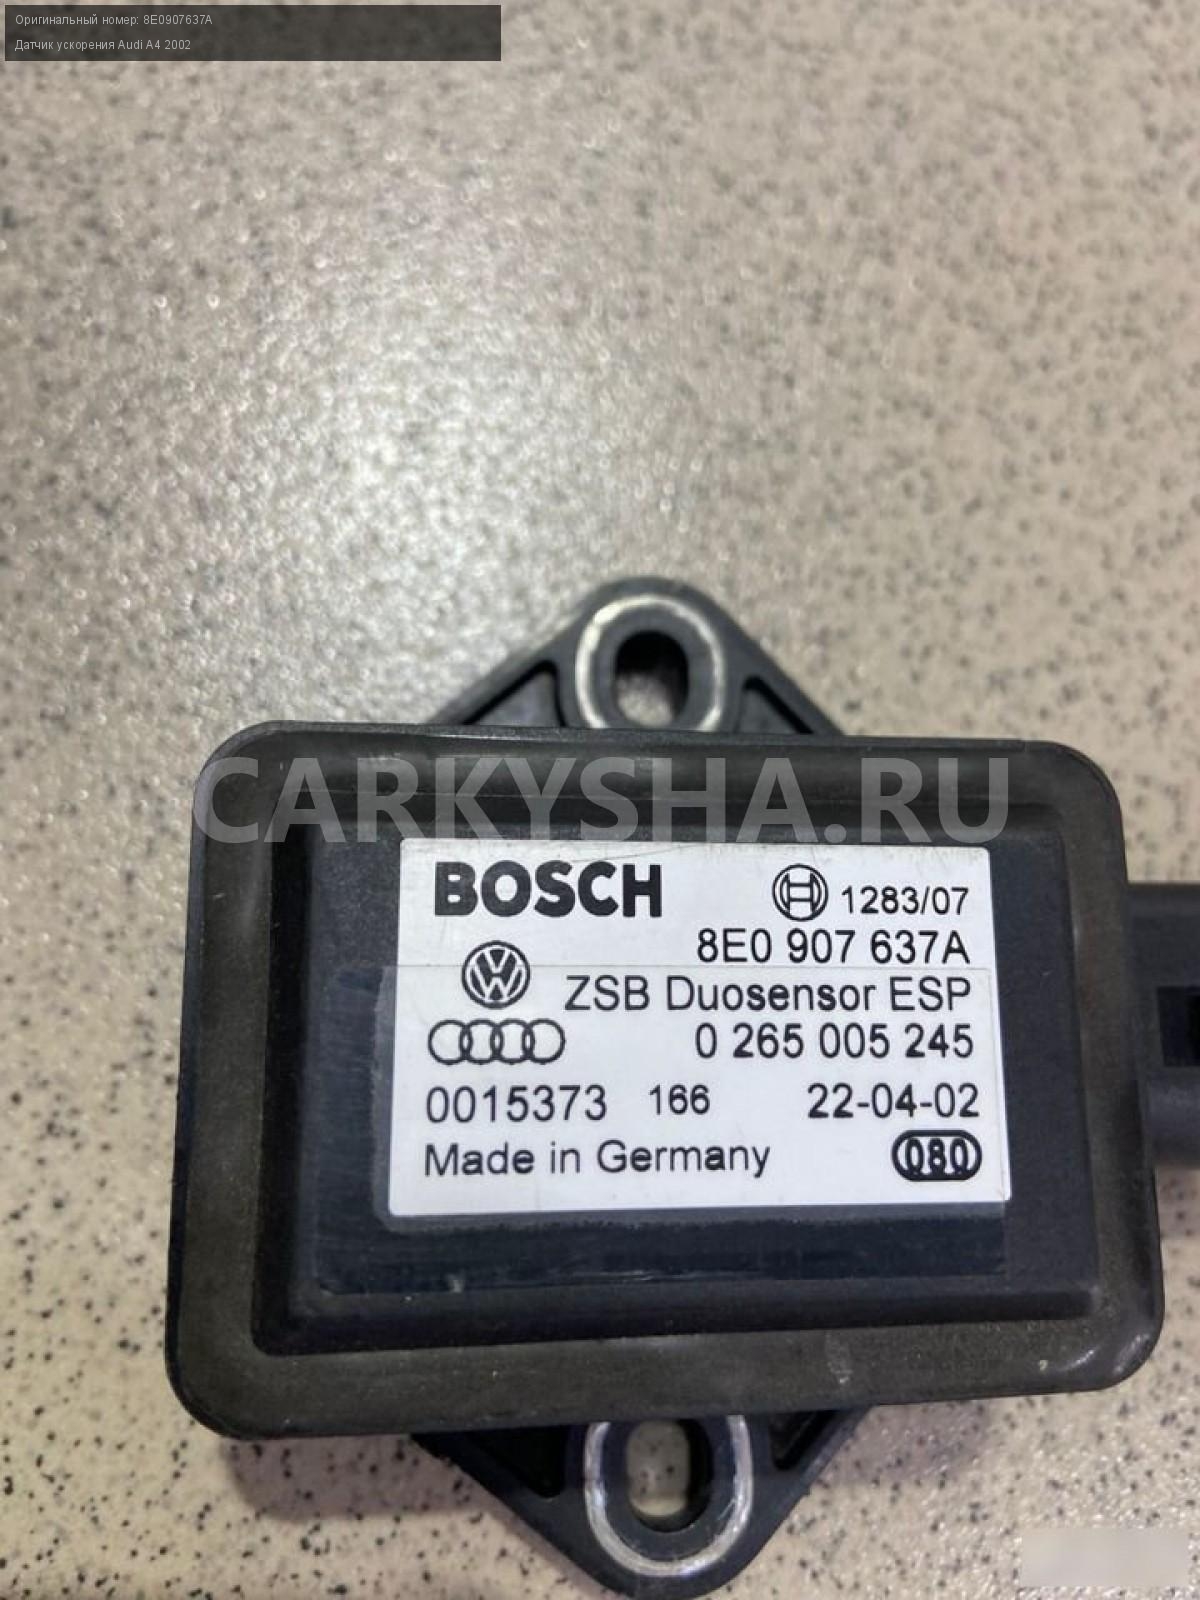 Оригинальный номер: 8E0907637A
Датчик ускорения Audi A4 2002
CARKYSHA.RU
BOSCH 1283/07
8E0 907 637A
ZSB Duosensor ESP
0 265 005 245
0015373 166 22-04-02
Made in Germany 080